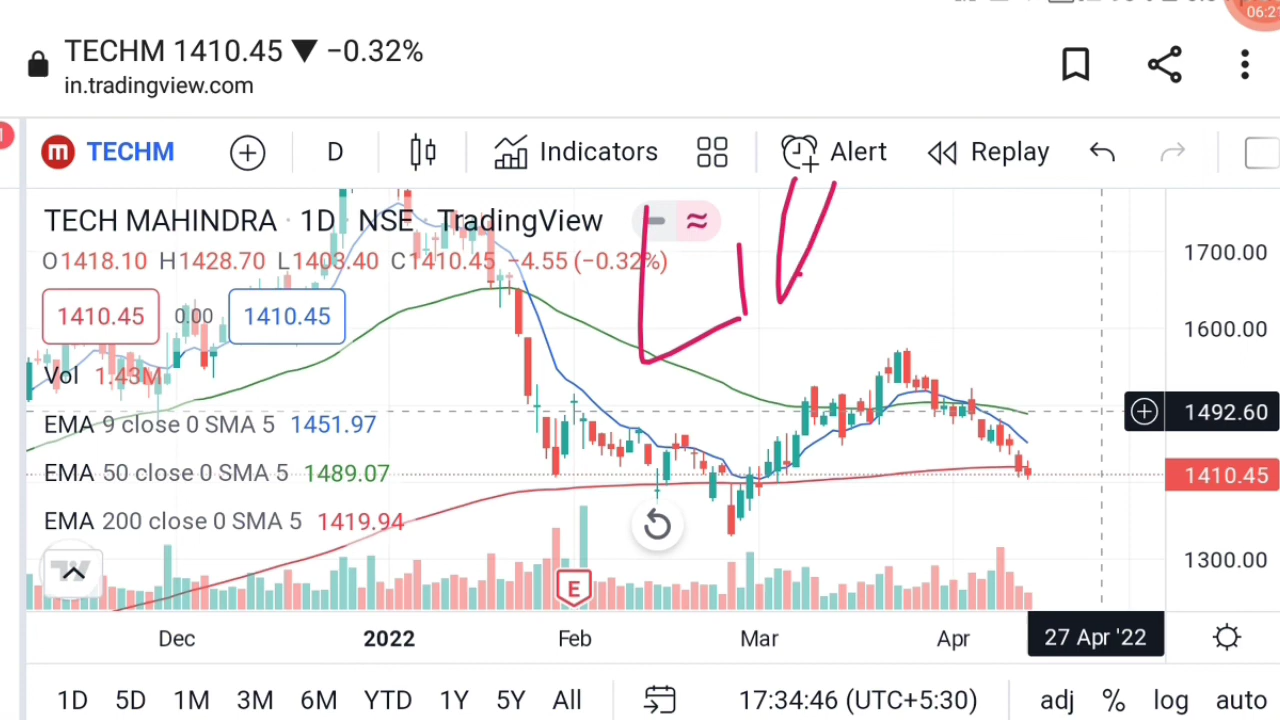 06:21
TECHM 1410.45 ▼ −0.32%
in.tradingview.com
1
m TECHM D Indicators Alert Replay
TECH MAHINDRA · 1D · NSE TradingView
O1418.10 H1428.70 L1403.40 C1410.45 −4.55 (−0.32%)
1700.00
1410.45 0.00 1410.45
1600.00
Vol 1.43M
EMA 9 close 0 SMA 5 1451.97
1492.60
EMA 50 close 0 SMA 5 1489.07
1410.45
EMA 200 close 0 SMA 5 1419.94
1300.00
E
Dec 2022 Feb Mar Apr 27 Apr '22
1D 5D 1M 3M 6M YTD 1Y 5Y All 17:34:46 (UTC+5:30) adj % log auto